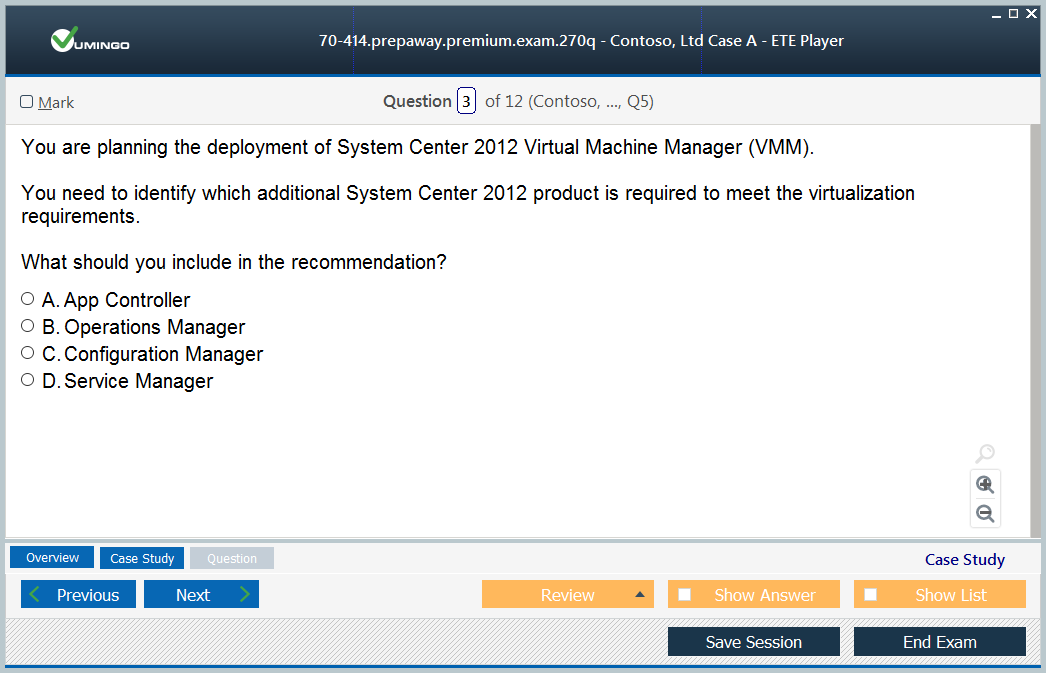 VUMINGO
70-414.prepaway.premium.exam.270q - Contoso, Ltd Case A - ETE Player
Mark
Question 3 of 12 (Contoso, ..., Q5)
You are planning the deployment of System Center 2012 Virtual Machine Manager (VMM).
You need to identify which additional System Center 2012 product is required to meet the virtualization
requirements.
What should you include in the recommendation?
A. App Controller
B. Operations Manager
C. Configuration Manager
D. Service Manager
Overview Case Study Question Case Study
Previous Next Review Show Answer Show List
Save Session End Exam